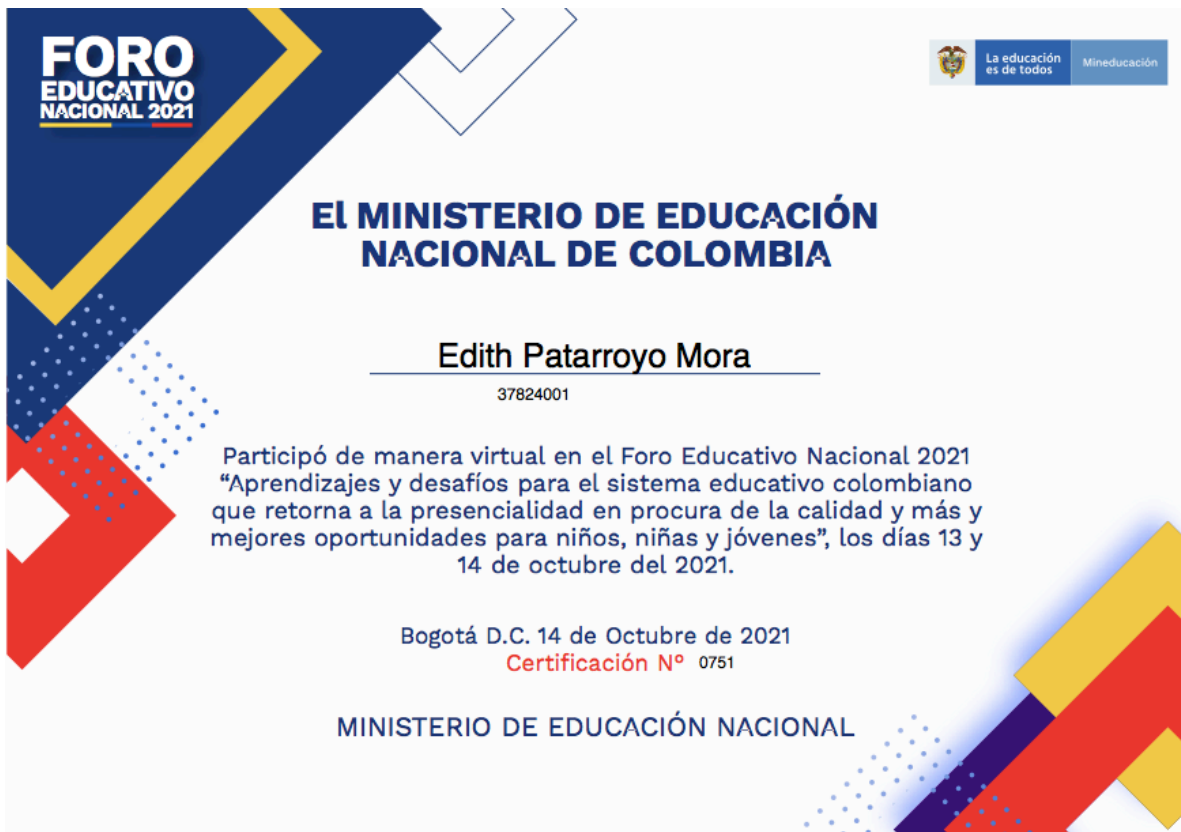 FORO
EDUCATIVO
NACIONAL 2021
La educación
es de todos
Mineducación
El MINISTERIO DE EDUCACIÓN
NACIONAL DE COLOMBIA
Edith Patarroyo Mora
37824001
Participó de manera virtual en el Foro Educativo Nacional 2021
“Aprendizajes y desafíos para el sistema educativo colombiano
que retorna a la presencialidad en procura de la calidad y más y
mejores oportunidades para niños, niñas y jóvenes”, los días 13 y
14 de octubre del 2021.
Bogotá D.C. 14 de Octubre de 2021
Certificación Nº 0751
MINISTERIO DE EDUCACIÓN NACIONAL